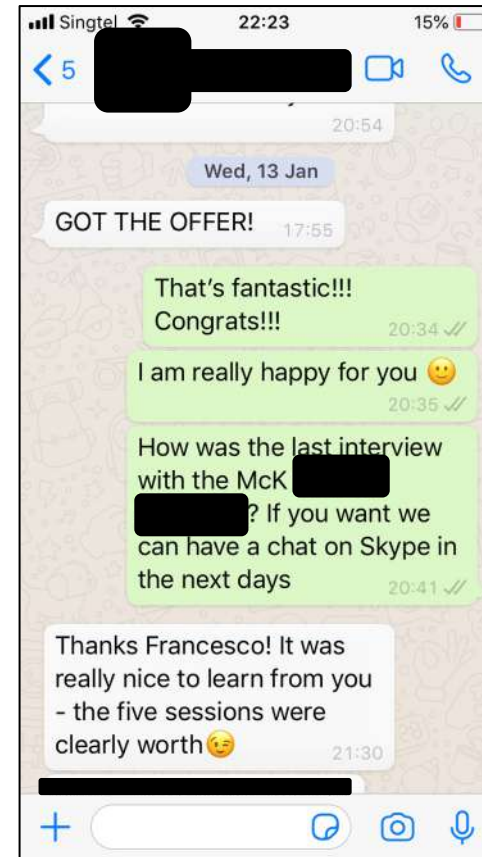 Singtel 22:23 15%
5
20:54
Wed, 13 Jan
GOT THE OFFER! 17:55
That's fantastic!!!
Congrats!!! 20:34
I am really happy for you 🙂
20:35
How was the last interview
with the McK
? If you want we
can have a chat on Skype in
the next days 20:41
Thanks Francesco! It was
really nice to learn from you
- the five sessions were
clearly worth😉 21:30